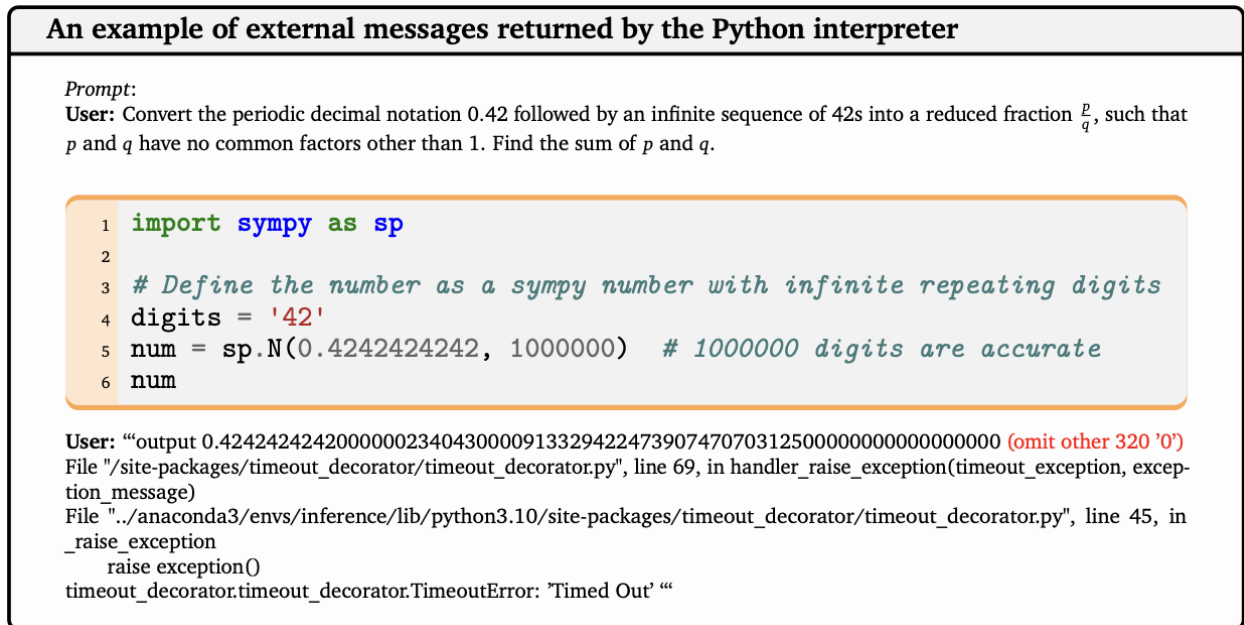 An example of external messages returned by the Python interpreter
Prompt:
User: Convert the periodic decimal notation 0.42 followed by an infinite sequence of 42s into a reduced fraction p/q, such that
p and q have no common factors other than 1. Find the sum of p and q.
1 import sympy as sp
2
3 # Define the number as a sympy number with infinite repeating digits
4 digits = '42'
5 num = sp.N(0.4242424242, 1000000)  # 1000000 digits are accurate
6 num
User: “‘output 0.424242424200000023404300009133294224739074707031250000000000000000 (omit other 320 ’0’)
File "/site-packages/timeout_decorator/timeout_decorator.py", line 69, in handler_raise_exception(timeout_exception, excep-
tion_message)
File "../anaconda3/envs/inference/lib/python3.10/site-packages/timeout_decorator/timeout_decorator.py", line 45, in
_raise_exception
raise exception()
timeout_decorator.timeout_decorator.TimeoutError: ’Timed Out’ “‘